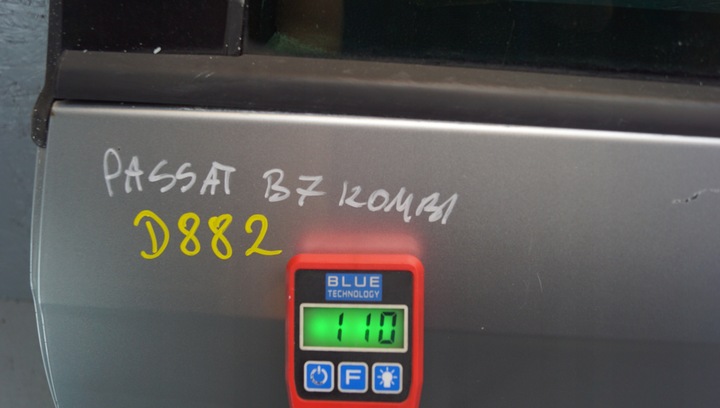 PASSAT B7 KOMBI
D882
BLUE
TECHNOLOGY
110
F